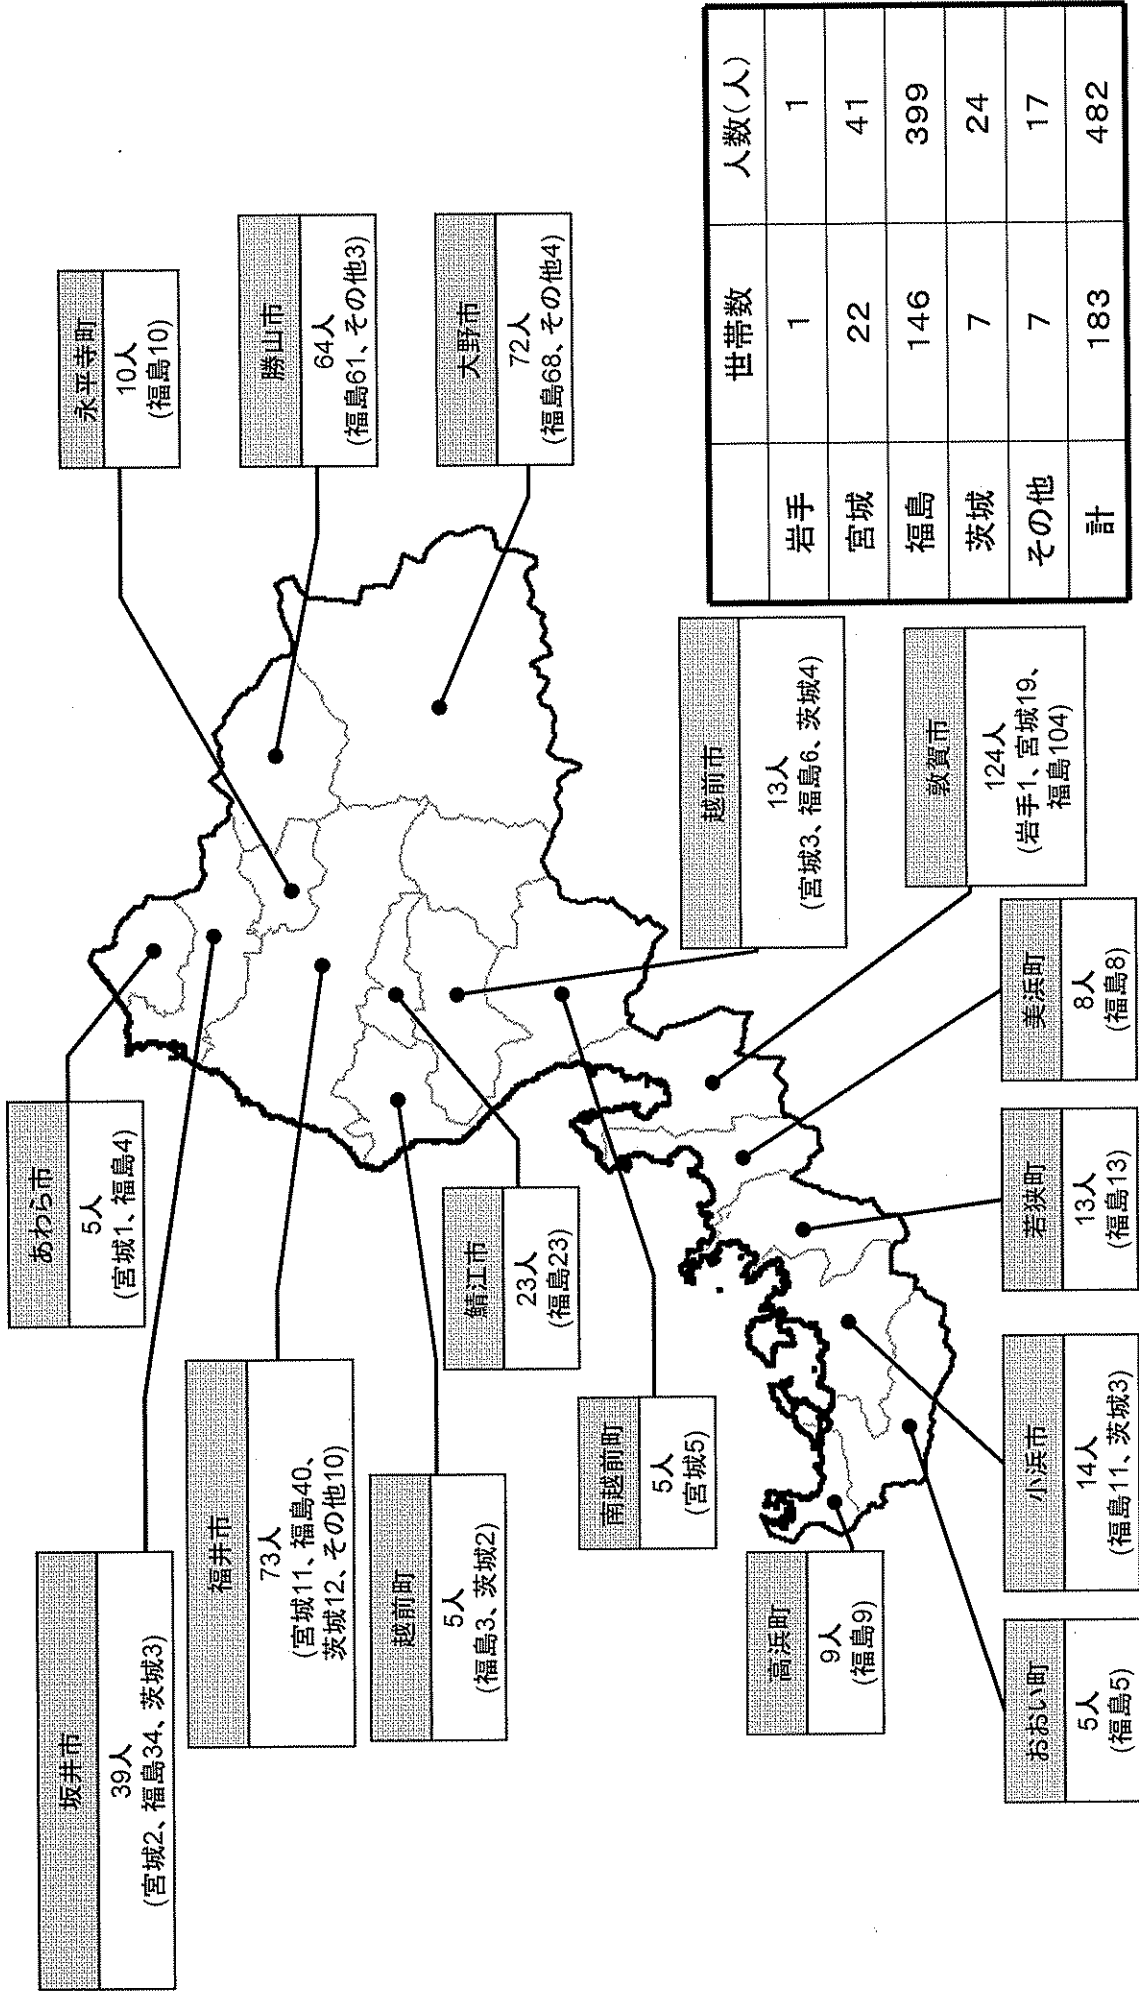 あわら市
5人
(宮城1、福島4)
坂井市
39人
(宮城2、福島34、茨城3)
永平寺町
10人
(福島10)
勝山市
64人
(福島61、その他3)
大野市
72人
(福島68、その他4)
福井市
73人
(宮城11、福島40、
茨城12、その他10)
越前町
5人
(福島3、茨城2)
鯖江市
23人
(福島23)
南越前町
5人
(宮城5)
越前市
13人
(宮城3、福島6、茨城4)
敦賀市
124人
(岩手1、宮城19、
福島104)
高浜町
9人
(福島9)
おおい町
5人
(福島5)
小浜市
14人
(福島11、茨城3)
若狭町
13人
(福島13)
美浜町
8人
(福島8)
世帯数 人数(人)
岩手 1 1
宮城 22 41
福島 146 399
茨城 7 24
その他 7 17
計 183 482